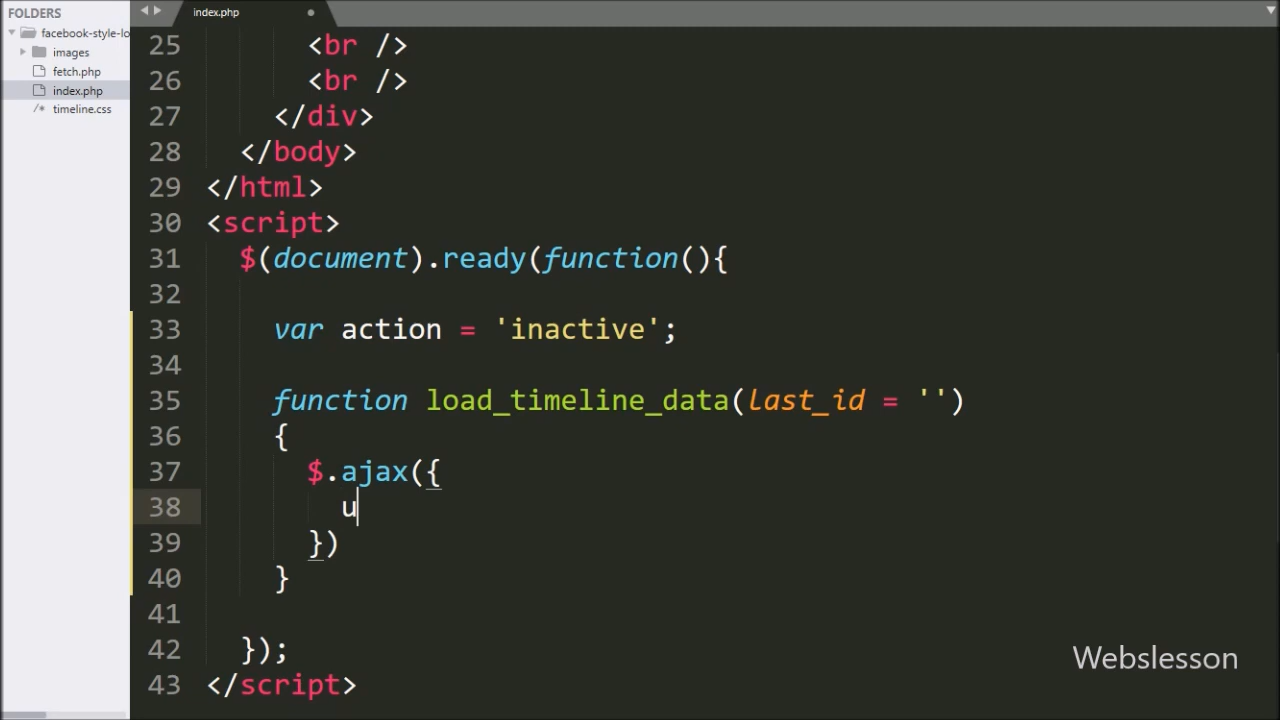 FOLDERS
facebook-style-lo
images
fetch.php
index.php
/* timeline.css
index.php
25 <br />
26 <br />
27 </div>
28 </body>
29 </html>
30 <script>
31 $(document).ready(function(){
32
33 var action = 'inactive';
34
35 function load_timeline_data(last_id = '')
36 {
37 $.ajax({
38 u
39 })
40 }
41
42 });
43 </script>
Webslesson